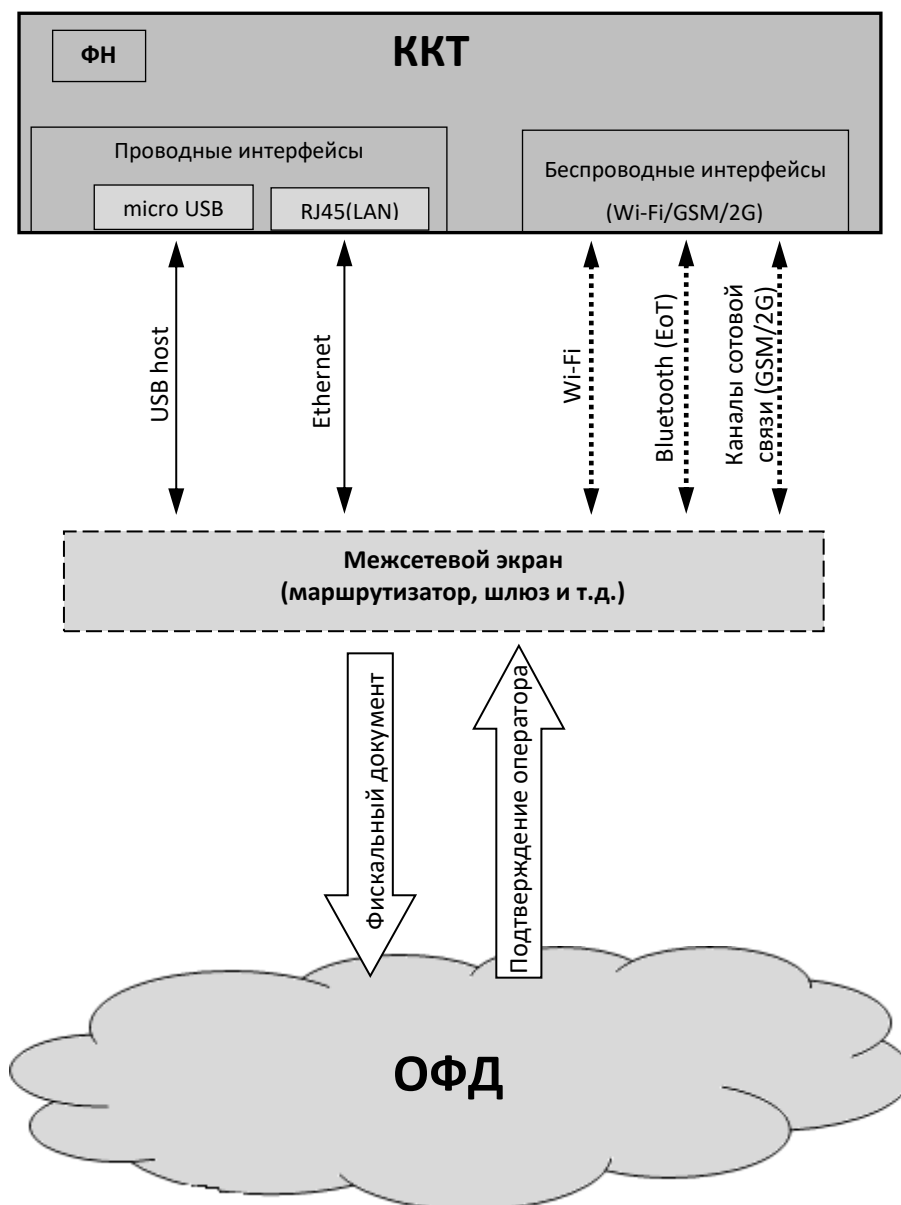 ФН
ККТ
Проводные интерфейсы
micro USB
RJ45(LAN)
Беспроводные интерфейсы
(Wi-Fi/GSM/2G)
USB host
Ethernet
Wi-Fi
Bluetooth (EoT)
Каналы сотовой
связи (GSM/2G)
Межсетевой экран
(маршрутизатор, шлюз и т.д.)
Фискальный документ
Подтверждение оператора
ОФД